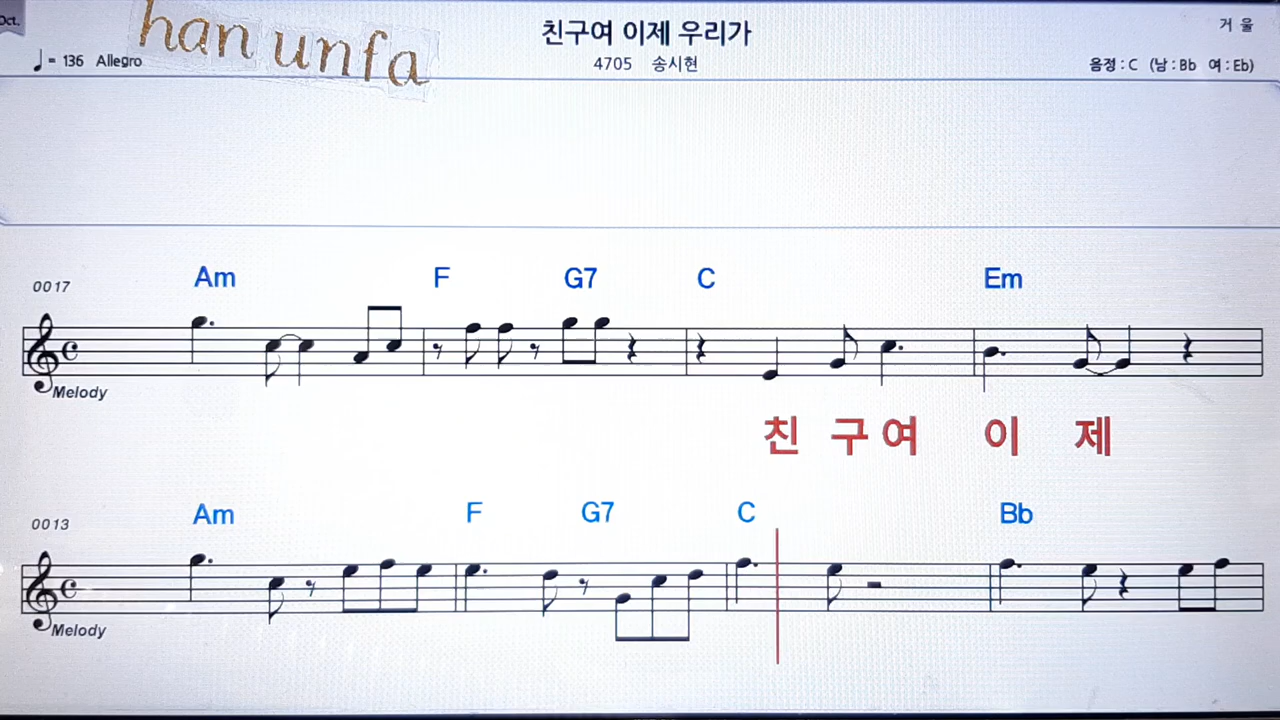 Oct.
han unfa
친구여 이제 우리가
거 울
♩= 136 Allegro
4705 송시현
음정 : C (남 : Bb 여 : Eb)
0017
Am F G7 C Em
Melody
친 구 여 이 제
0013
Am F G7 C Bb
Melody